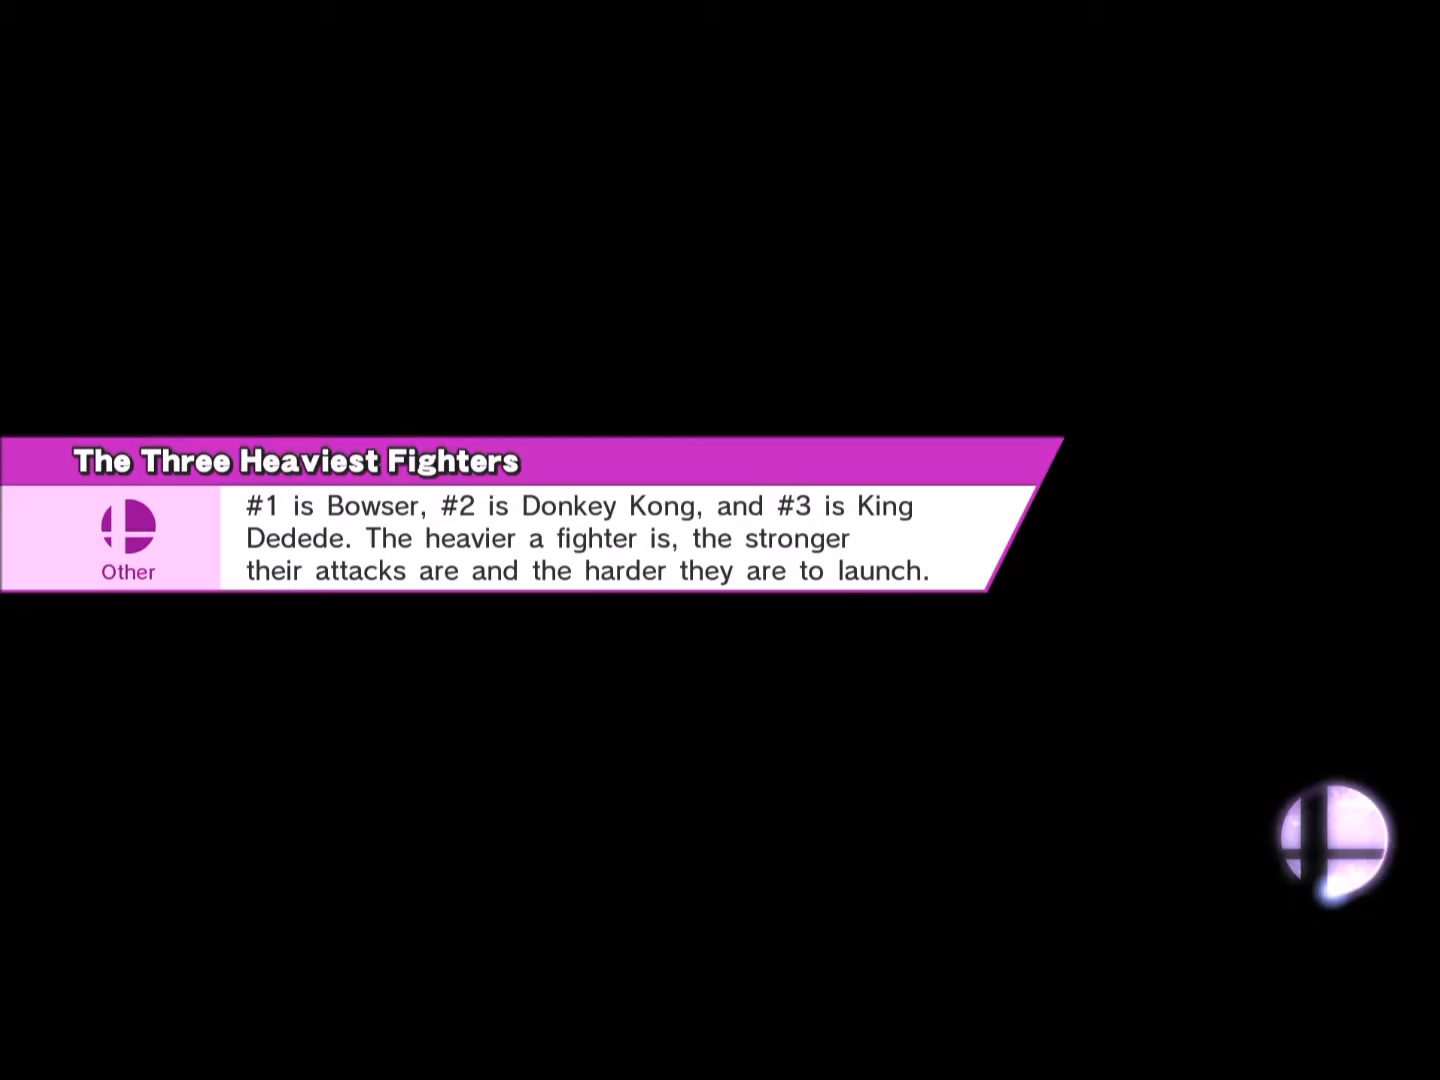 The Three Heaviest Fighters
#1 is Bowser, #2 is Donkey Kong, and #3 is King
Dedede. The heavier a fighter is, the stronger
their attacks are and the harder they are to launch.
Other